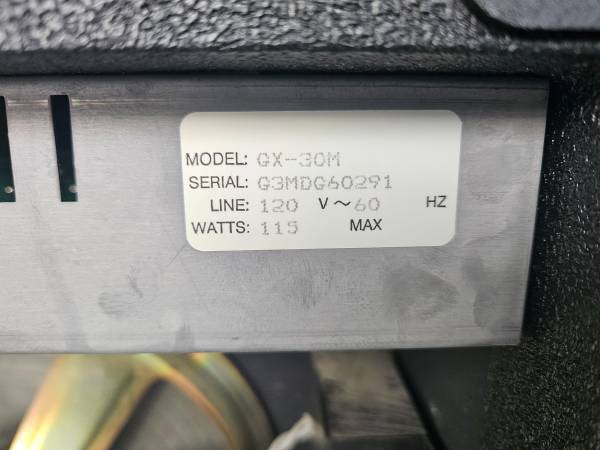 MODEL: GX-30M
SERIAL: G3MDG60291
LINE: 120 V~60 HZ
WATTS: 115 MAX